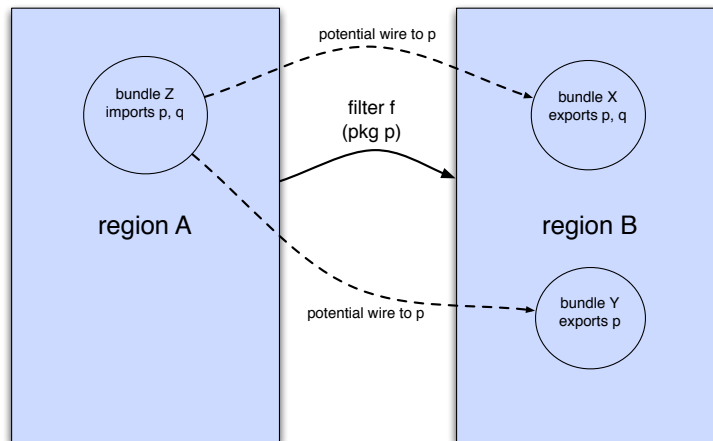 potential wire to p
bundle Z
imports p, q
filter f
(pkg p)
bundle X
exports p, q
region A
region B
bundle Y
exports p
potential wire to p